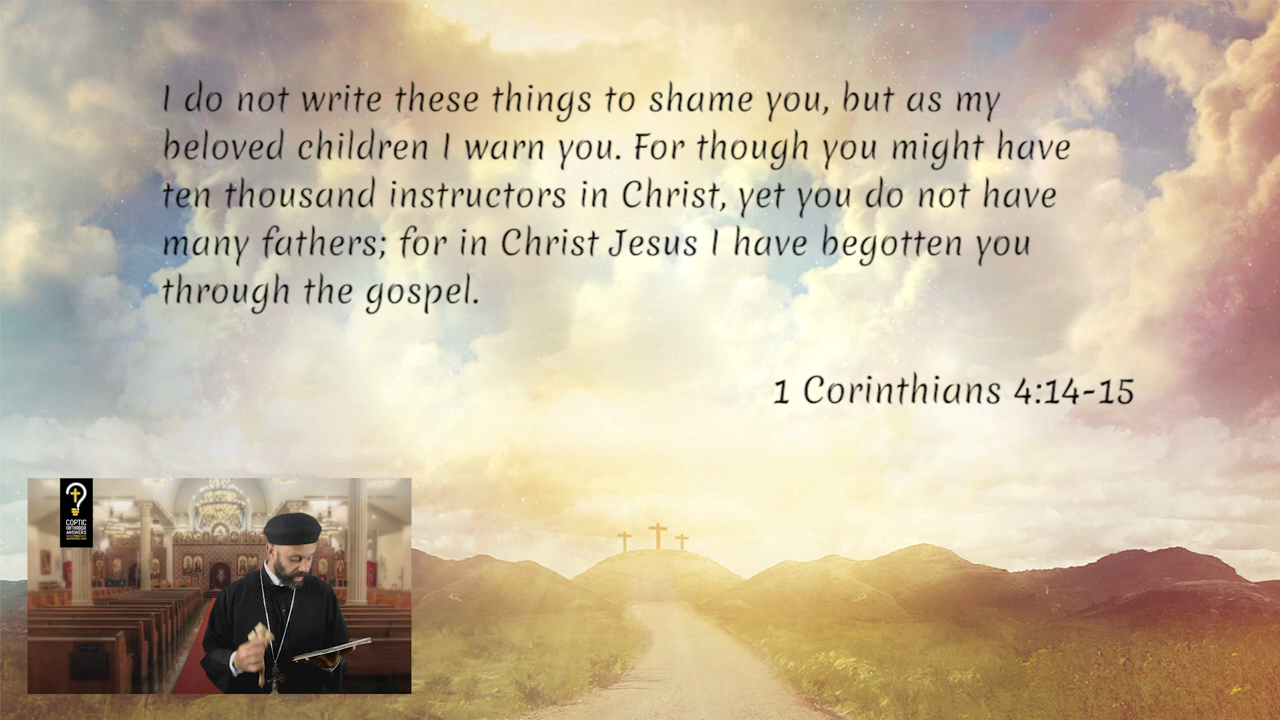 I do not write these things to shame you, but as my
beloved children I warn you. For though you might have
ten thousand instructors in Christ, yet you do not have
many fathers; for in Christ Jesus I have begotten you
through the gospel.
1 Corinthians 4:14-15
COPTIC
ORTHODOX
ANSWERS